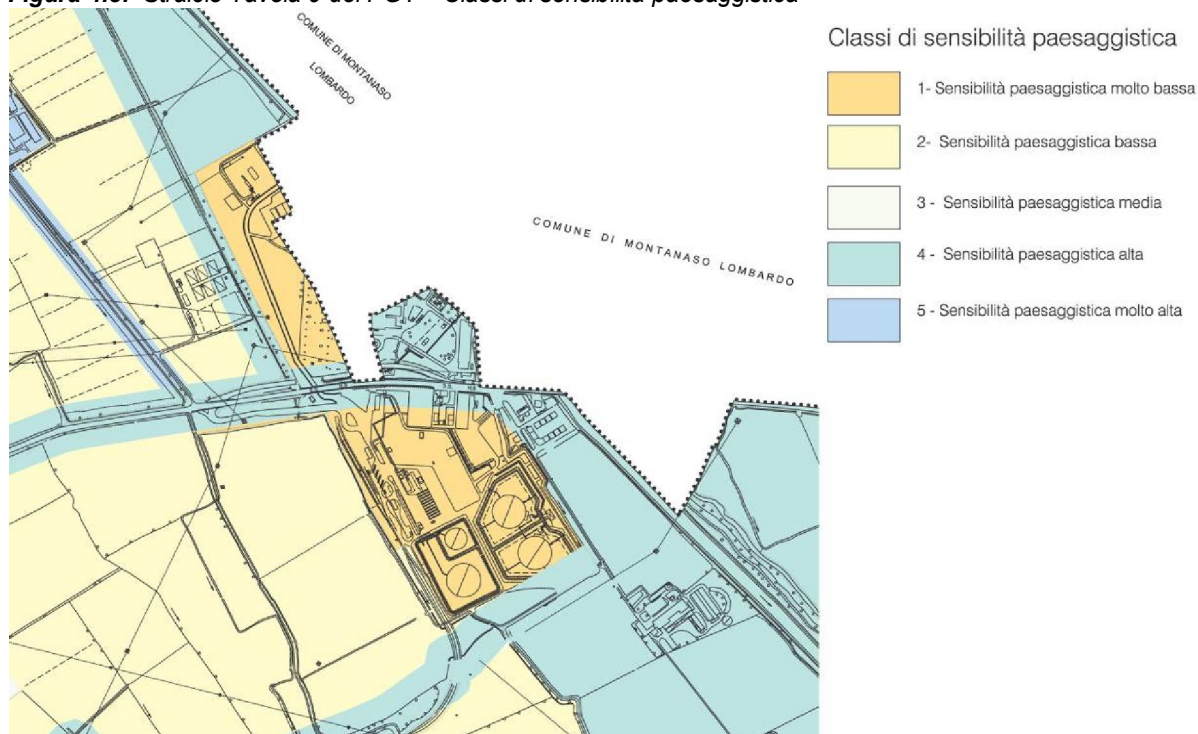 COMUNE DI MONTANASO
LOMBARDO
COMUNE DI MONTANASO LOMBARDO
Classi di sensibilità paesaggistica
1- Sensibilità paesaggistica molto bassa
2- Sensibilità paesaggistica bassa
3 - Sensibilità paesaggistica media
4 - Sensibilità paesaggistica alta
5 - Sensibilità paesaggistica molto alta